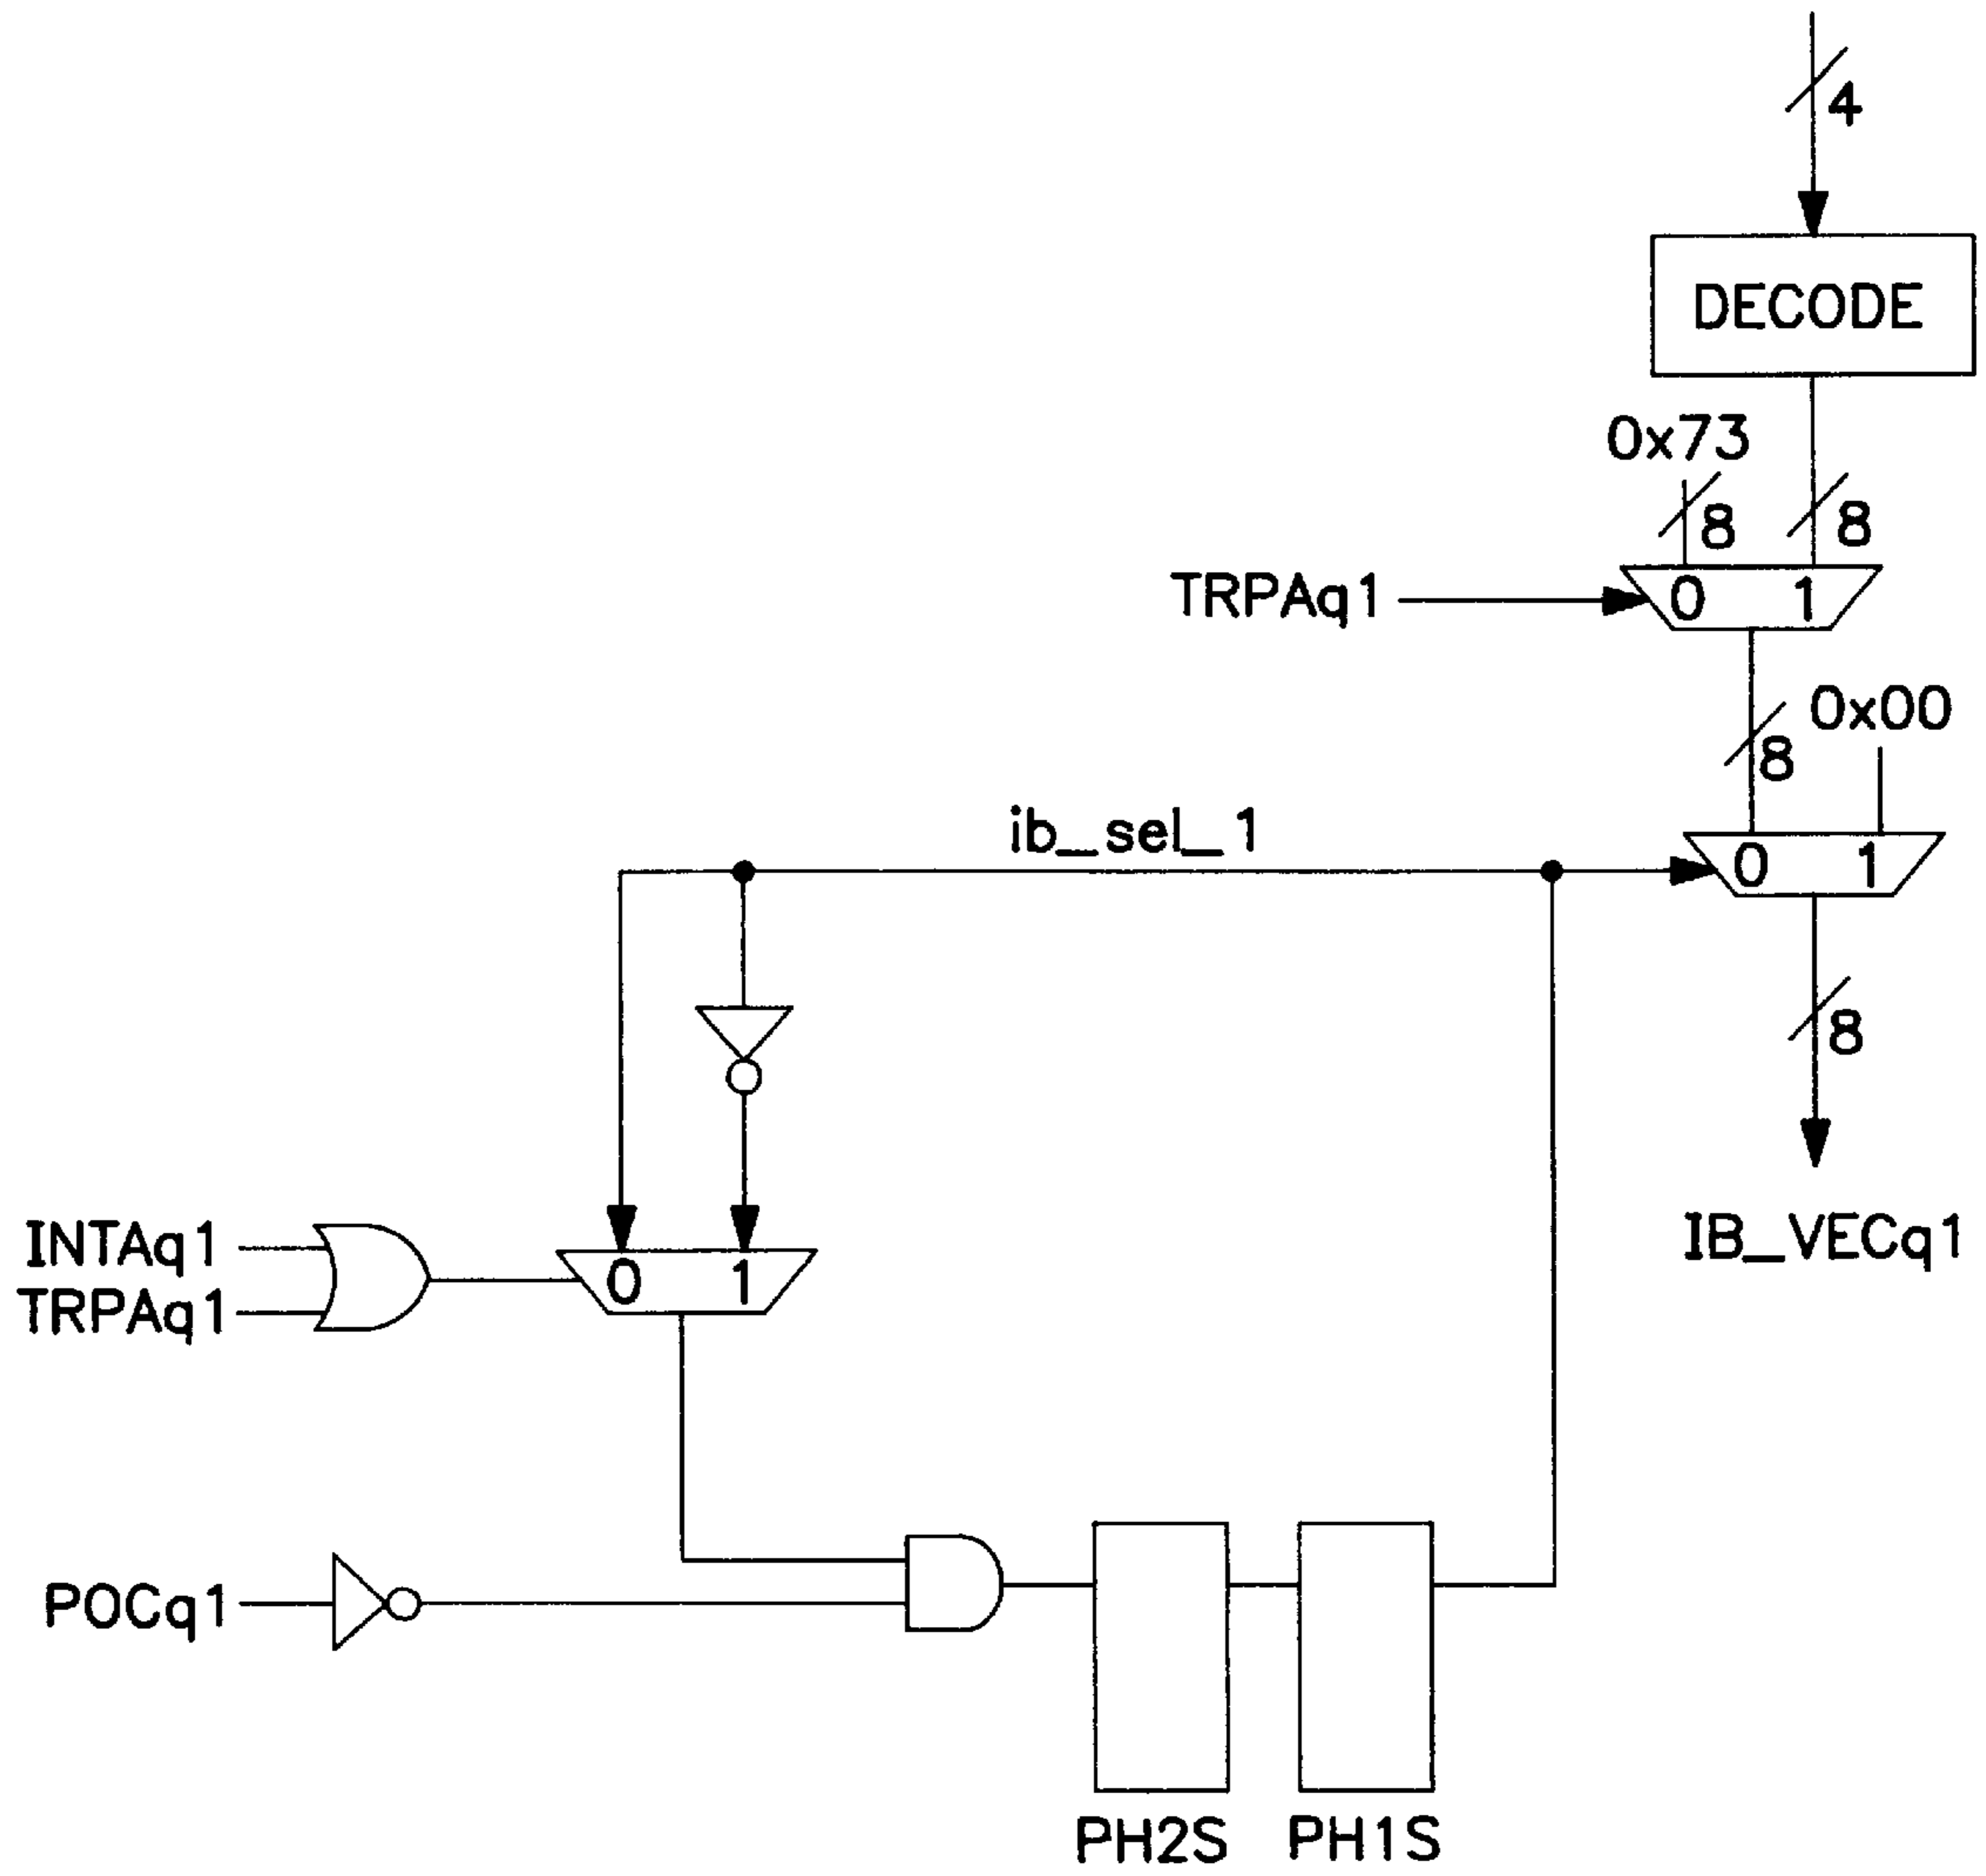 4
DECODE
0x73
8
8
TRPAq1
0
1
0x00
8
ib_sel_1
0
1
8
IB_VECq1
INTAq1
TRPAq1
0
1
POCq1
PH2S
PH1S